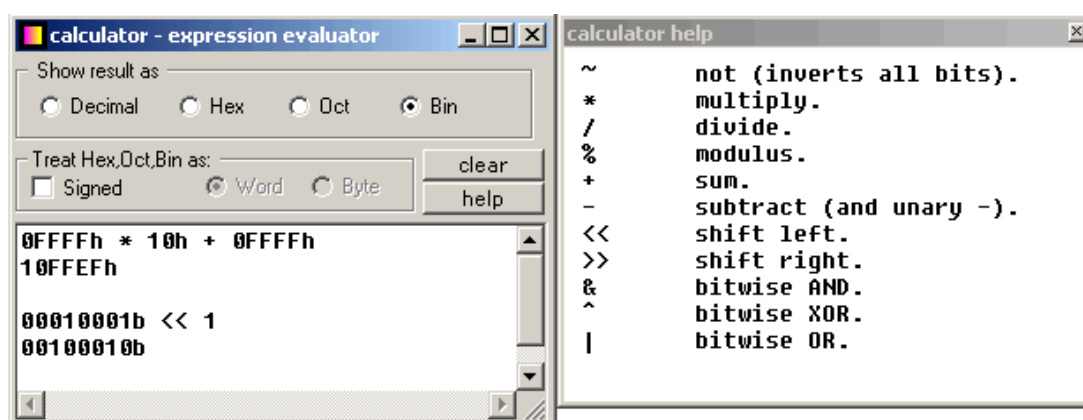 calculator - expression evaluator
Show result as
Decimal Hex Oct Bin
Treat Hex,Oct,Bin as:
Signed Word Byte
clear
help
0FFFFh * 10h + 0FFFFh
10FFEFh
00010001b << 1
00100010b
calculator help
~ not (inverts all bits).
* multiply.
/ divide.
% modulus.
+ sum.
- subtract (and unary -).
<< shift left.
>> shift right.
& bitwise AND.
^ bitwise XOR.
| bitwise OR.